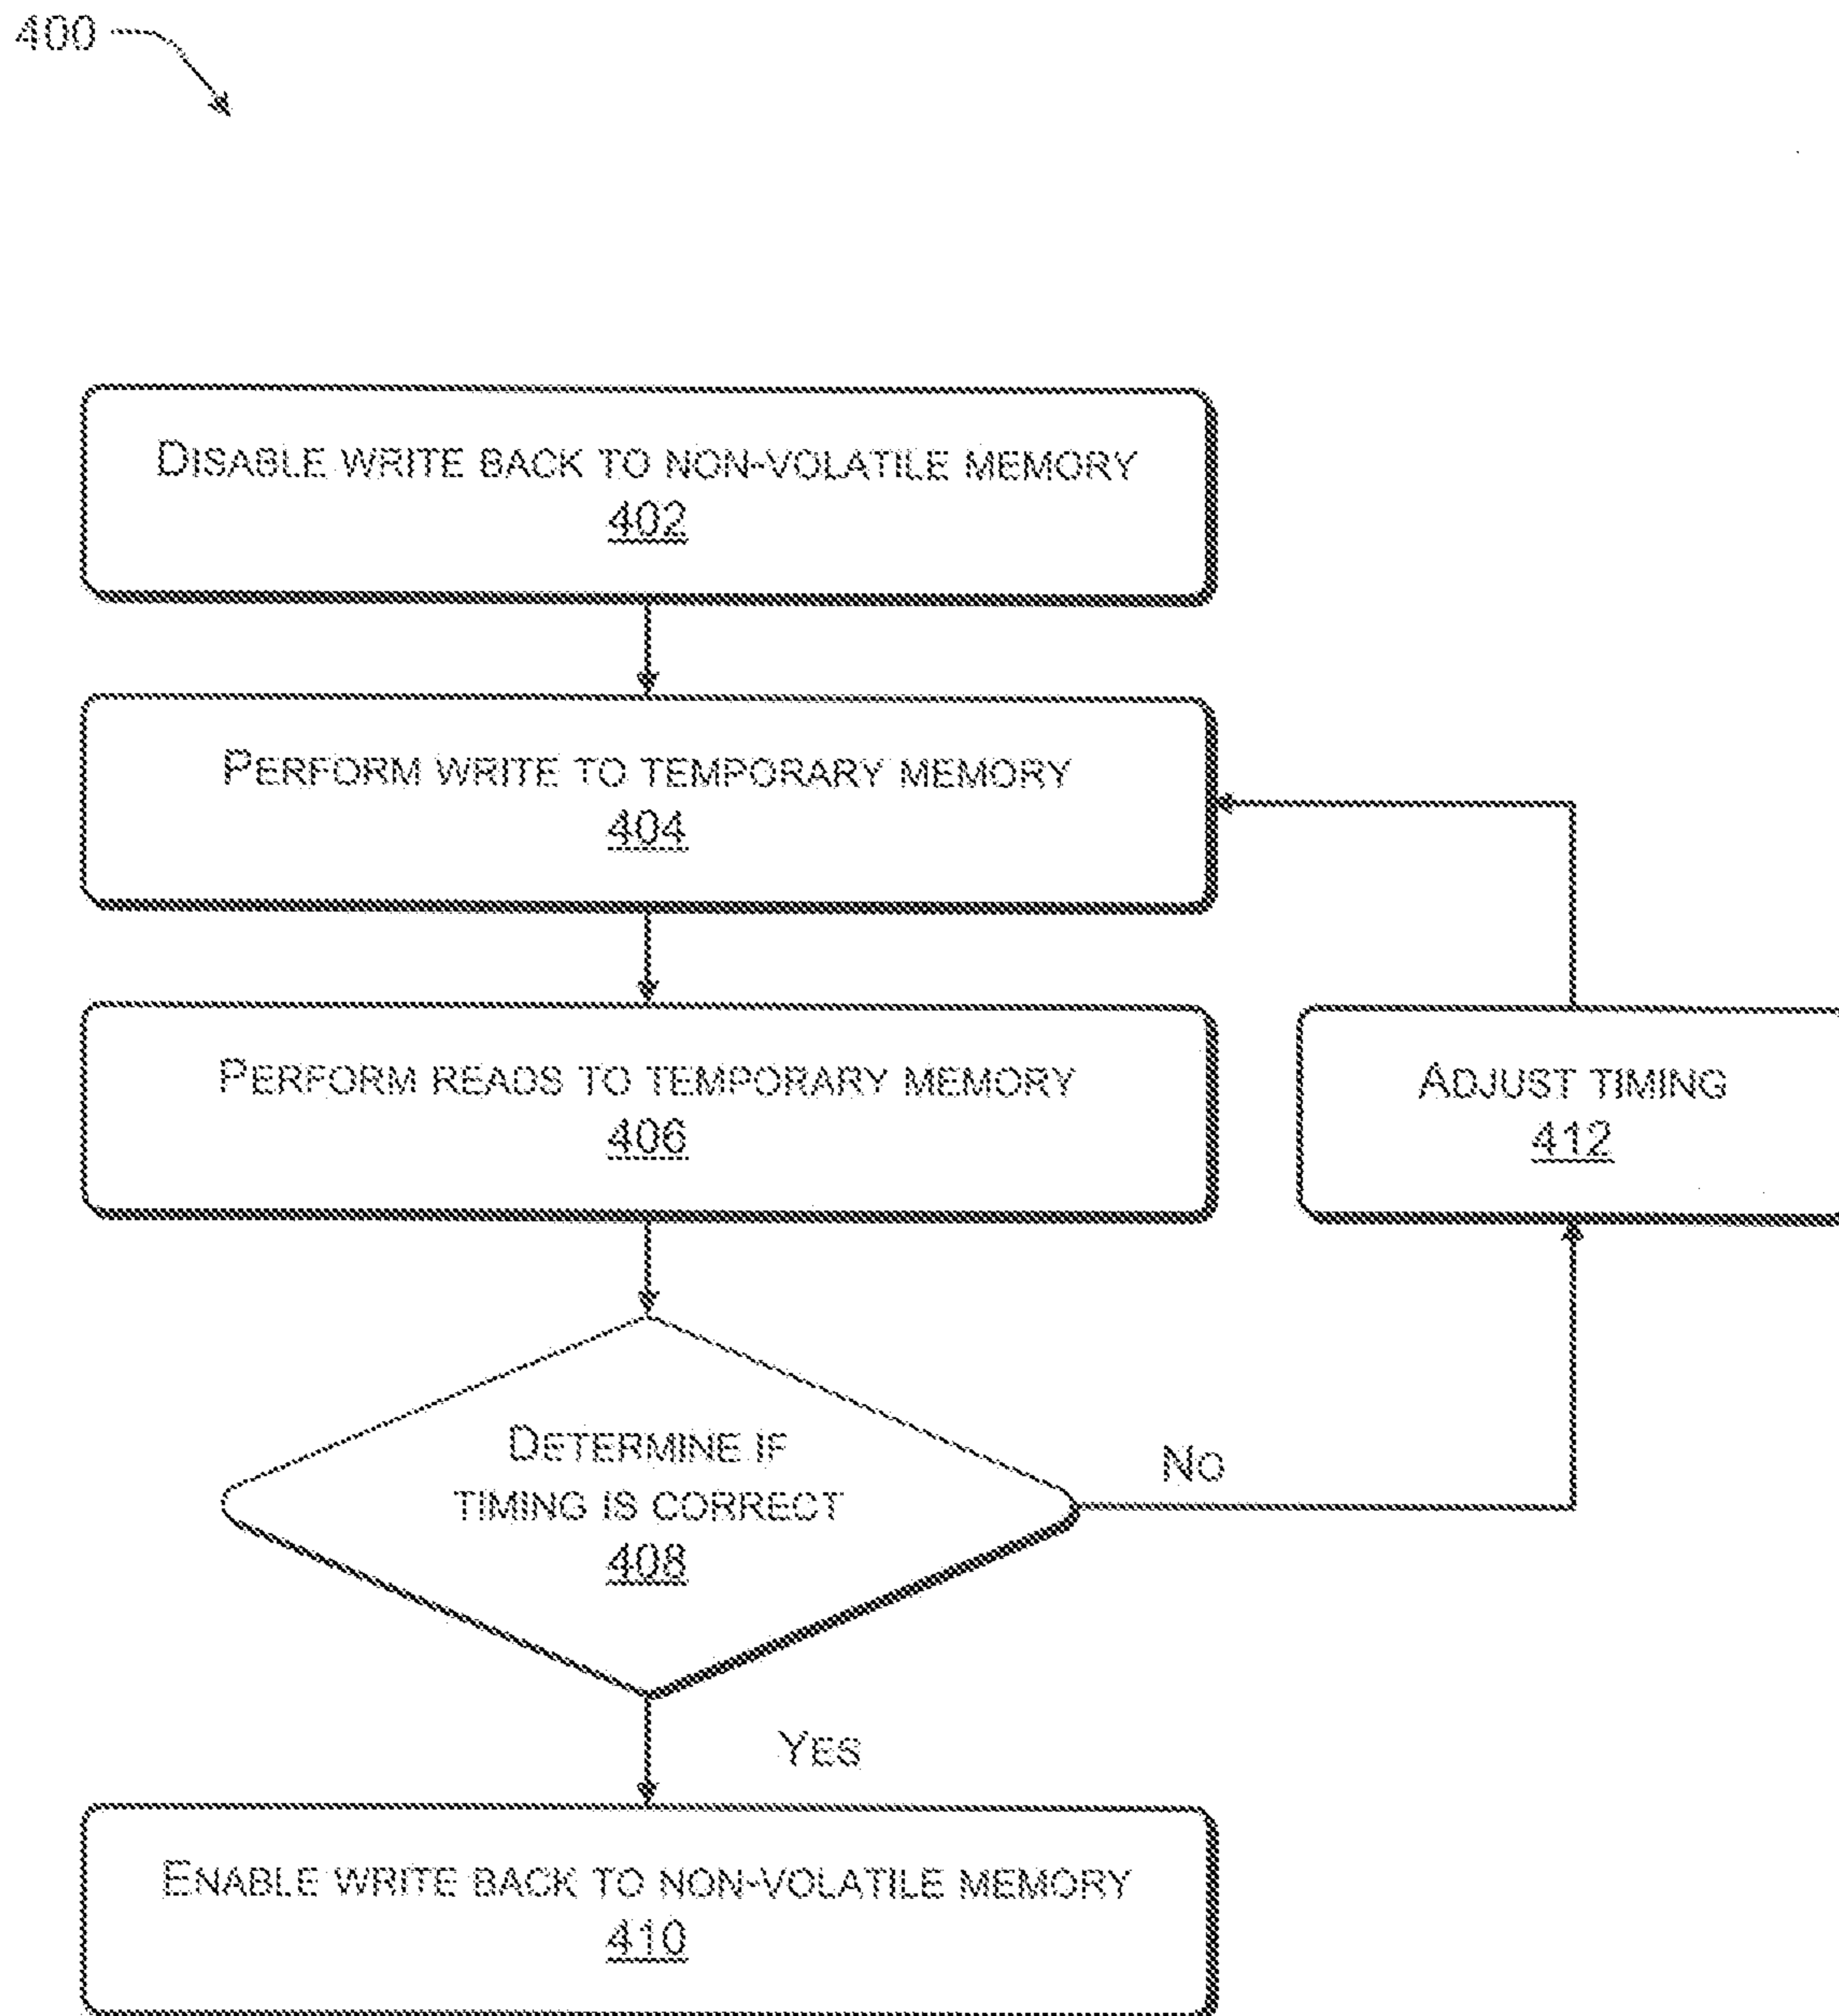 400
DISABLE WRITE BACK TO NON-VOLATILE MEMORY
402
PERFORM WRITE TO TEMPORARY MEMORY
404
PERFORM READS TO TEMPORARY MEMORY
406
ADJUST TIMING
412
DETERMINE IF
TIMING IS CORRECT
408
NO
YES
ENABLE WRITE BACK TO NON-VOLATILE MEMORY
410